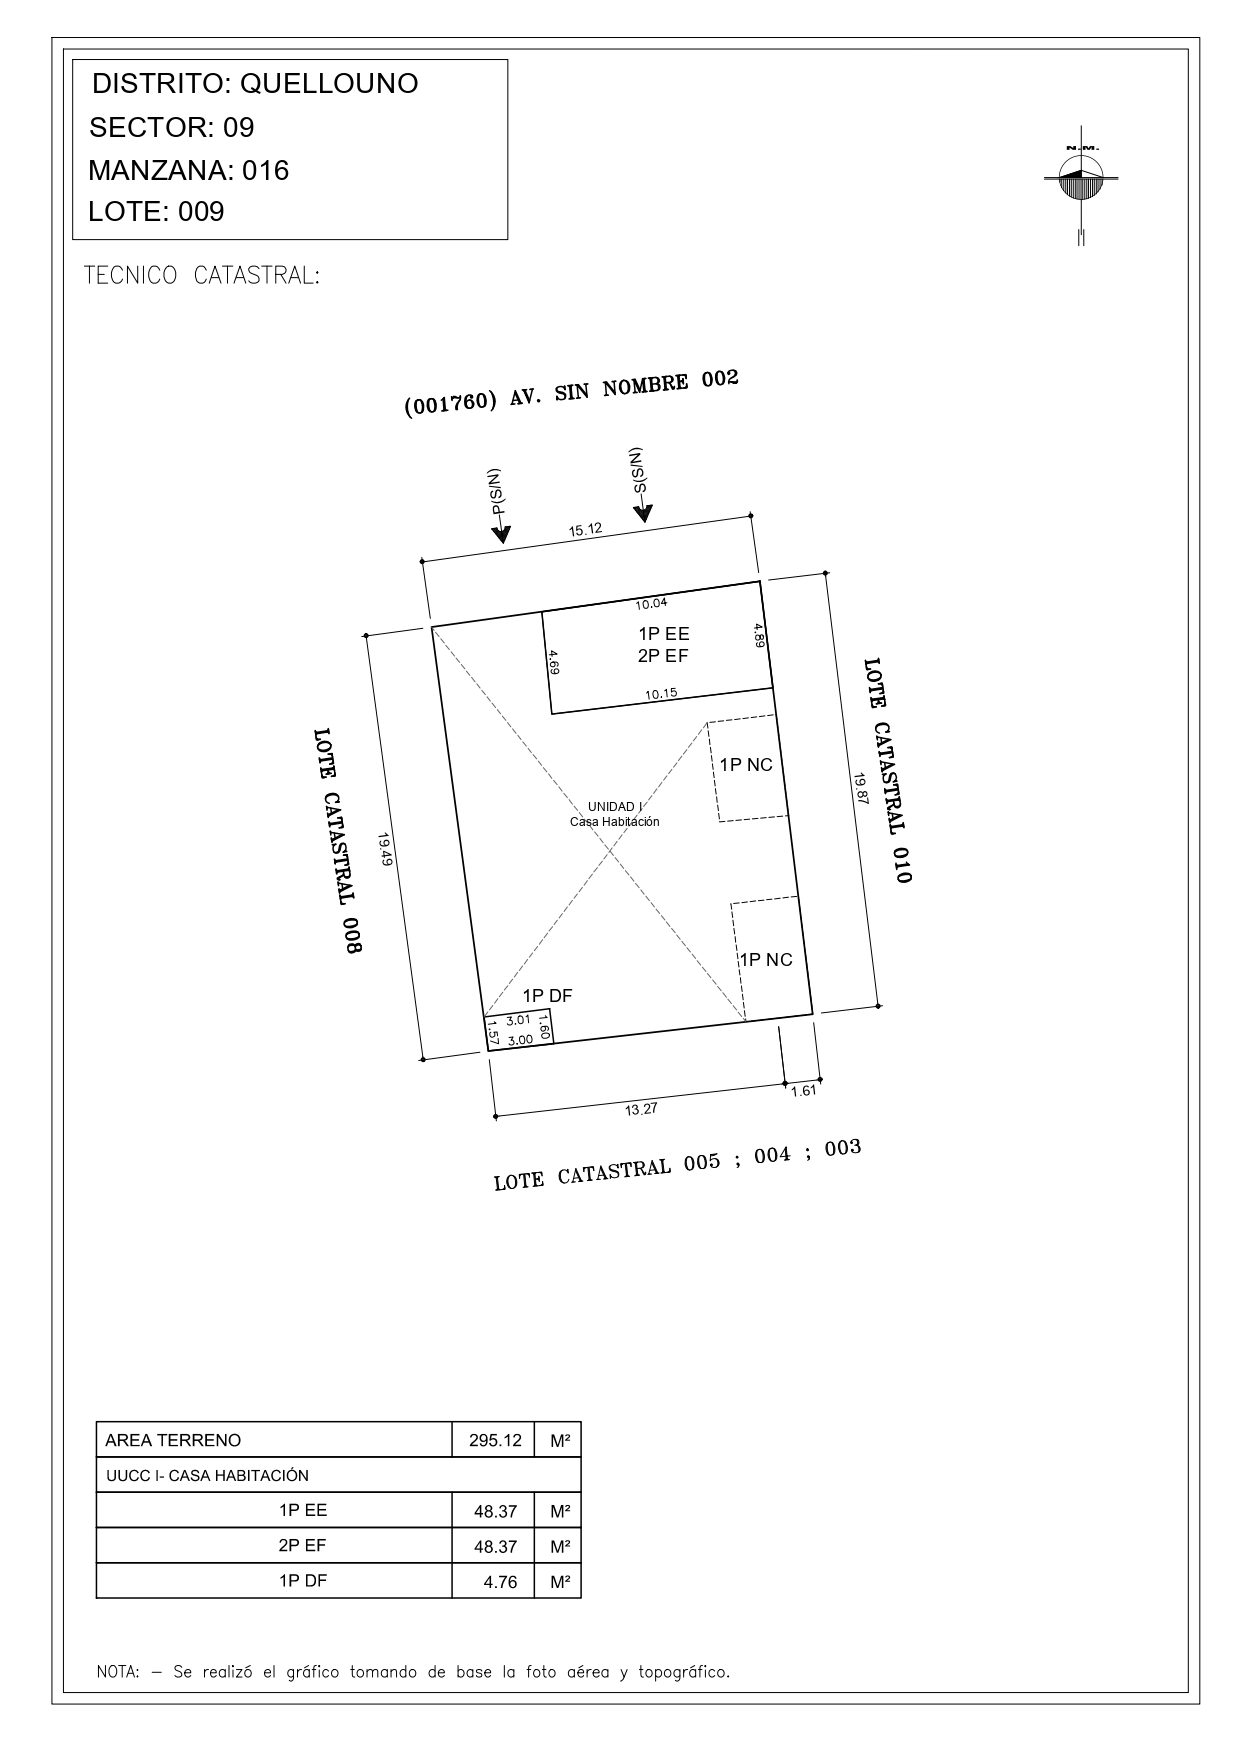 DISTRITO: QUELLOUNO
SECTOR: 09
MANZANA: 016
LOTE: 009
N.M.
TECNICO CATASTRAL:
(001760) AV. SIN NOMBRE 002
P(S/N)
S(S/N)
15.12
10.04
1P EE
2P EF
4.89
4.69
10.15
LOTE CATASTRAL 010
19.87
LOTE CATASTRAL 008
19.49
1P NC
UNIDAD I
Casa Habitación
1P NC
1P DF
3.01
1.57
1.60
3.00
1.61
13.27
LOTE CATASTRAL 005 ; 004 ; 003
AREA TERRENO 295.12 M²
UUCC I- CASA HABITACIÓN
1P EE 48.37 M²
2P EF 48.37 M²
1P DF 4.76 M²
NOTA: - Se realizó el gráfico tomando de base la foto aérea y topográfico.